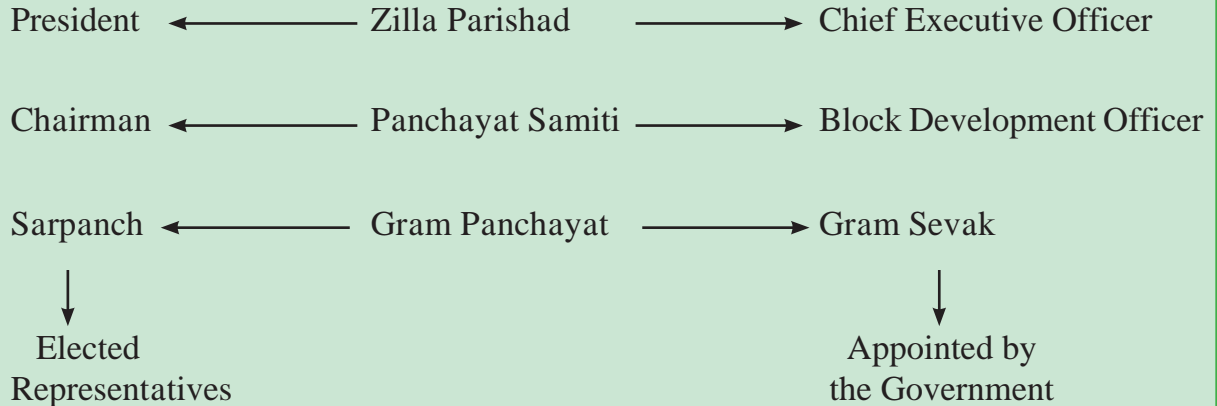 President Zilla Parishad Chief Executive Officer
Chairman Panchayat Samiti Block Development Officer
Sarpanch Gram Panchayat Gram Sevak
Elected Appointed by
Representatives the Government